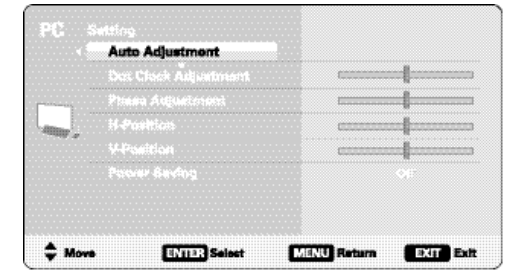 PC Setting
Auto Adjustment
Dot Clock Adjustment
Phase Adjustment
H-Position
V-Position
Power Saving Off
Move ENTER Select MENU Return EXIT Exit